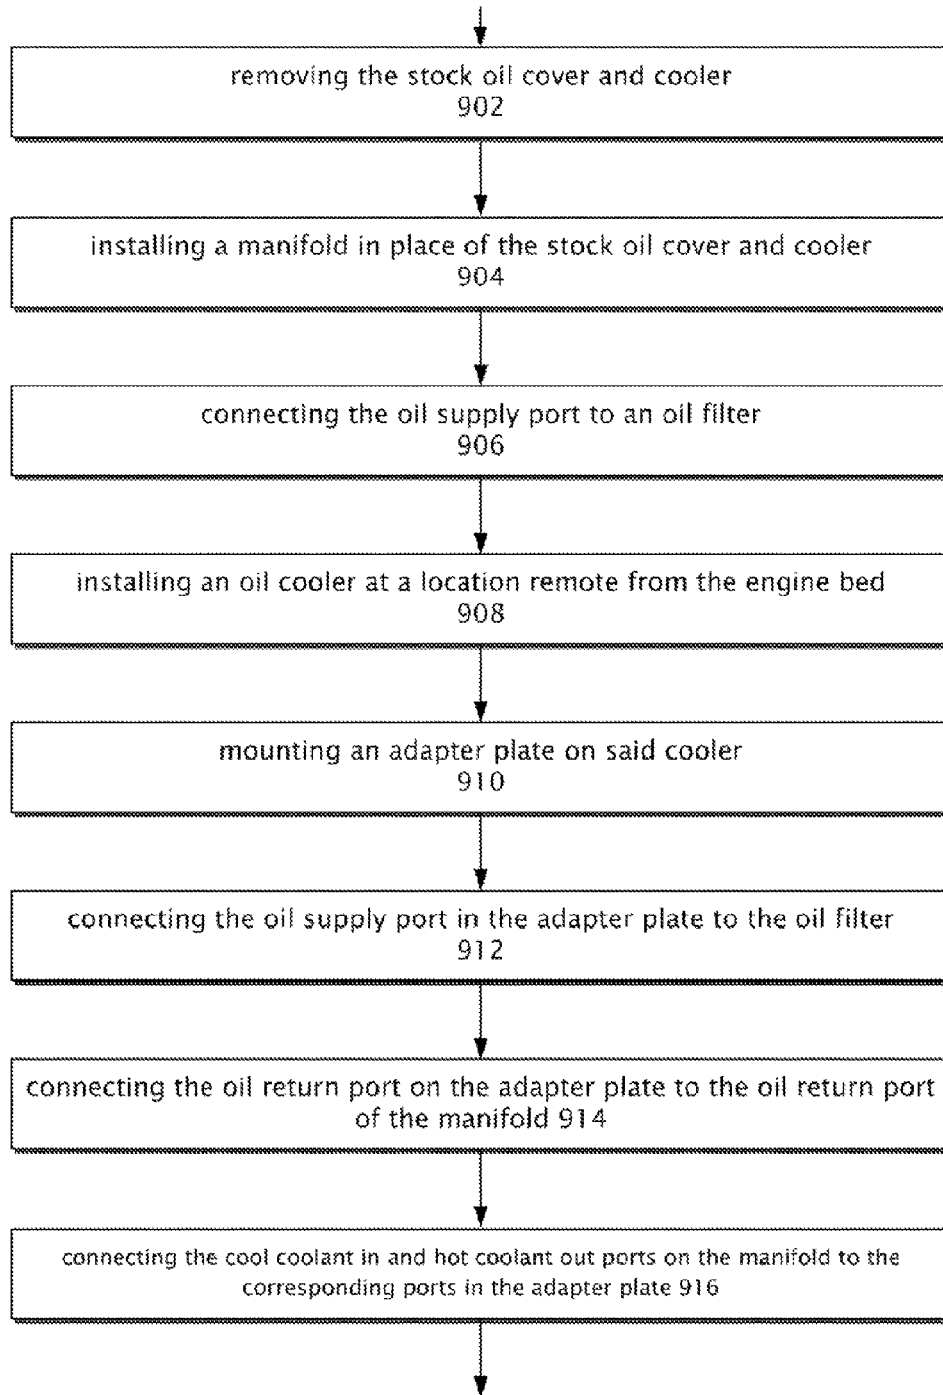 removing the stock oil cover and cooler
902
installing a manifold in place of the stock oil cover and cooler
904
connecting the oil supply port to an oil filter
906
installing an oil cooler at a location remote from the engine bed
908
mounting an adapter plate on said cooler
910
connecting the oil supply port in the adapter plate to the oil filter
912
connecting the oil return port on the adapter plate to the oil return port
of the manifold 914
connecting the cool coolant in and hot coolant out ports on the manifold to the
corresponding ports in the adapter plate 916